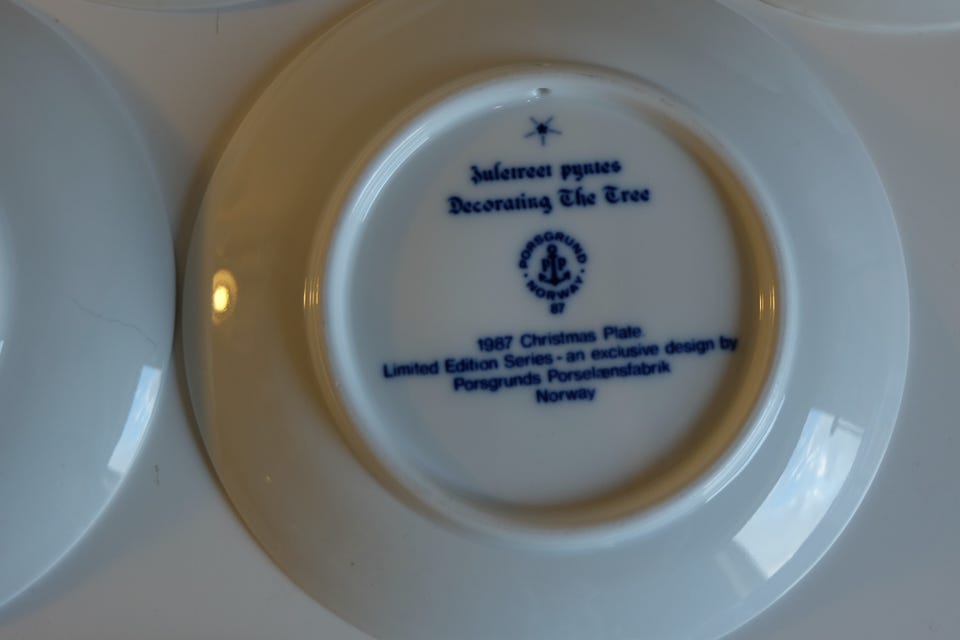 Juletreet pyntes
Decorating The Tree
PORSGRUND
PP
NORWAY
87
1987 Christmas Plate
Limited Edition Series - an exclusive design by
Porsgrunds Porselænsfabrik
Norway